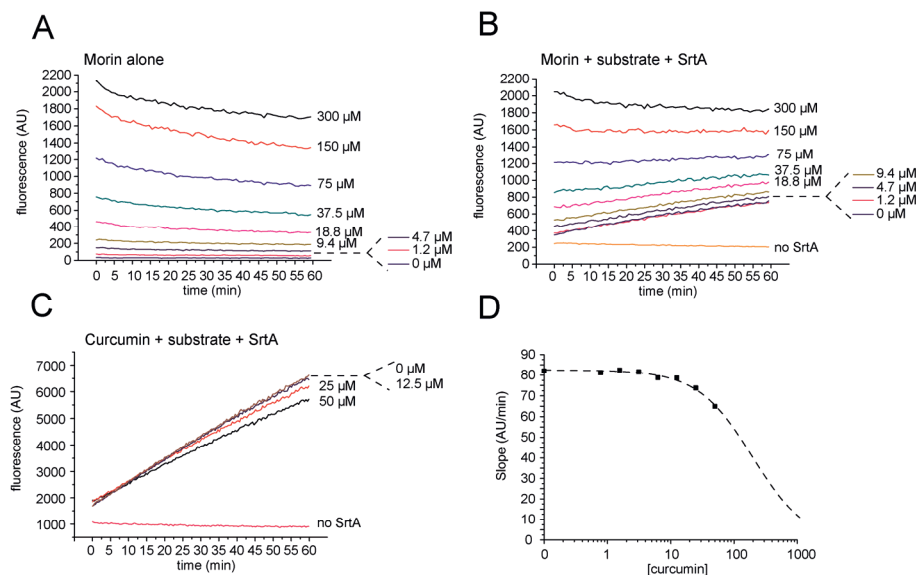 A
Morin alone
2200
2000
1800
1600
1400
1200
1000
800
600
400
200
0
fluorescence (AU)
300 µM
150 µM
75 µM
37.5 µM
18.8 µM
9.4 µM
4.7 µM
1.2 µM
0 µM
0 5 10 15 20 25 30 35 40 45 50 55 60
time (min)
B
Morin + substrate + SrtA
2200
2000
1800
1600
1400
1200
1000
800
600
400
200
0
fluorescence (AU)
300 µM
150 µM
75 µM
37.5 µM
18.8 µM
9.4 µM
4.7 µM
1.2 µM
0 µM
no SrtA
0 5 10 15 20 25 30 35 40 45 50 55 60
time (min)
C
Curcumin + substrate + SrtA
7000
6000
5000
4000
3000
2000
1000
fluorescence (AU)
0 µM
12.5 µM
25 µM
50 µM
no SrtA
0 5 10 15 20 25 30 35 40 45 50 55 60
time (min)
D
90
80
70
60
50
40
30
20
10
0
Slope (AU/min)
0 1 10 100 1000
[curcumin]